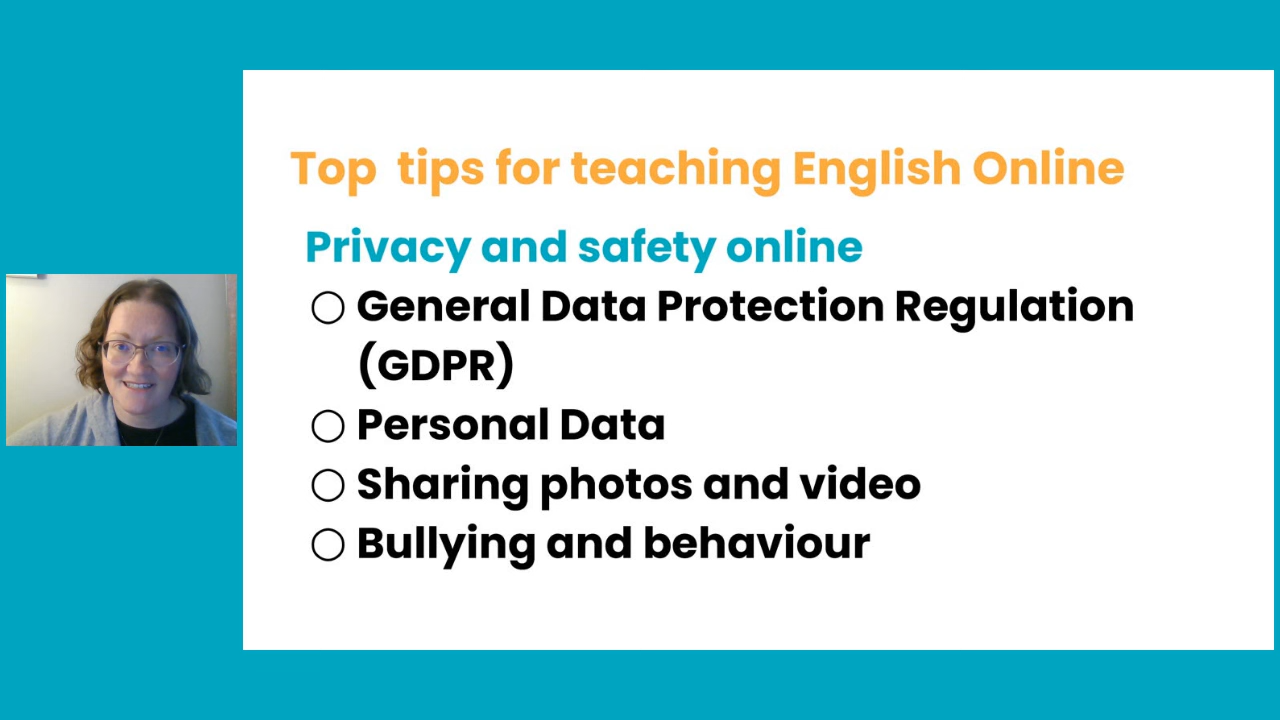 Top  tips for teaching English Online
Privacy and safety online
General Data Protection Regulation
(GDPR)
Personal Data
Sharing photos and video
Bullying and behaviour